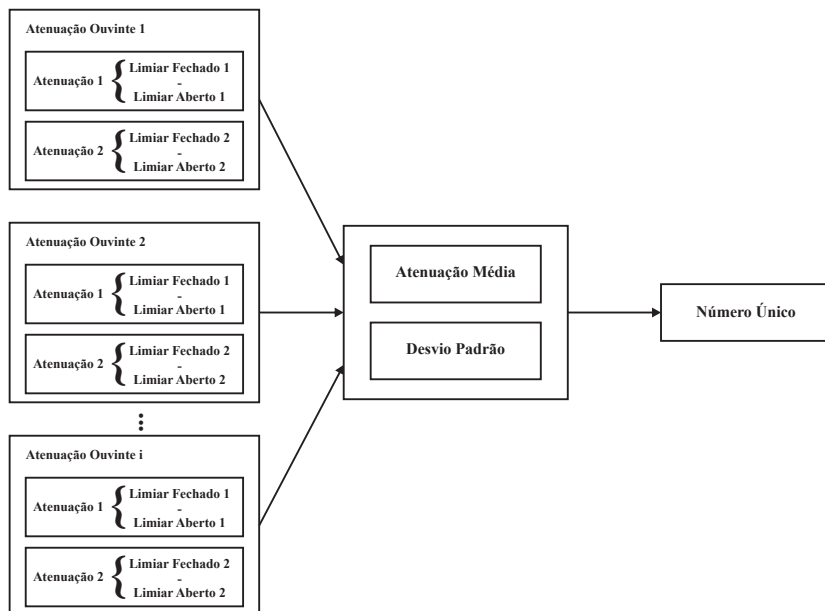 Atenuação Ouvinte 1
Atenuação 1
Limiar Fechado 1
-
Limiar Aberto 1
Atenuação 2
Limiar Fechado 2
-
Limiar Aberto 2
Atenuação Ouvinte 2
Atenuação 1
Limiar Fechado 1
-
Limiar Aberto 1
Atenuação 2
Limiar Fechado 2
-
Limiar Aberto 2
Atenuação Ouvinte i
Atenuação 1
Limiar Fechado 1
-
Limiar Aberto 1
Atenuação 2
Limiar Fechado 2
-
Limiar Aberto 2
Atenuação Média
Desvio Padrão
Número Único